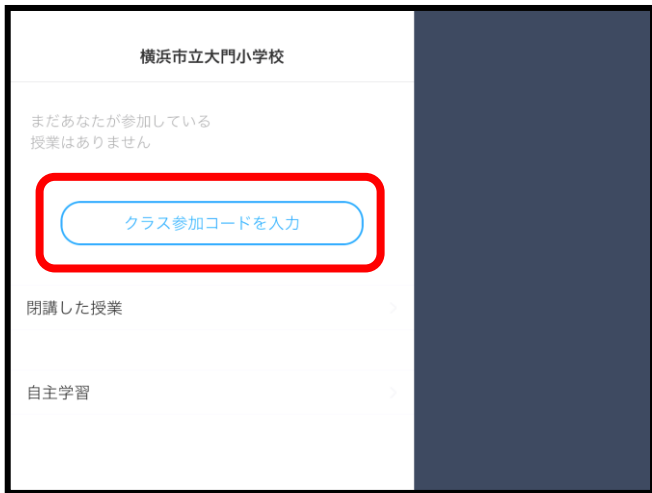 横浜市立大門小学校
まだあなたが参加している
授業はありません
クラス参加コードを入力
閉講した授業
自主学習